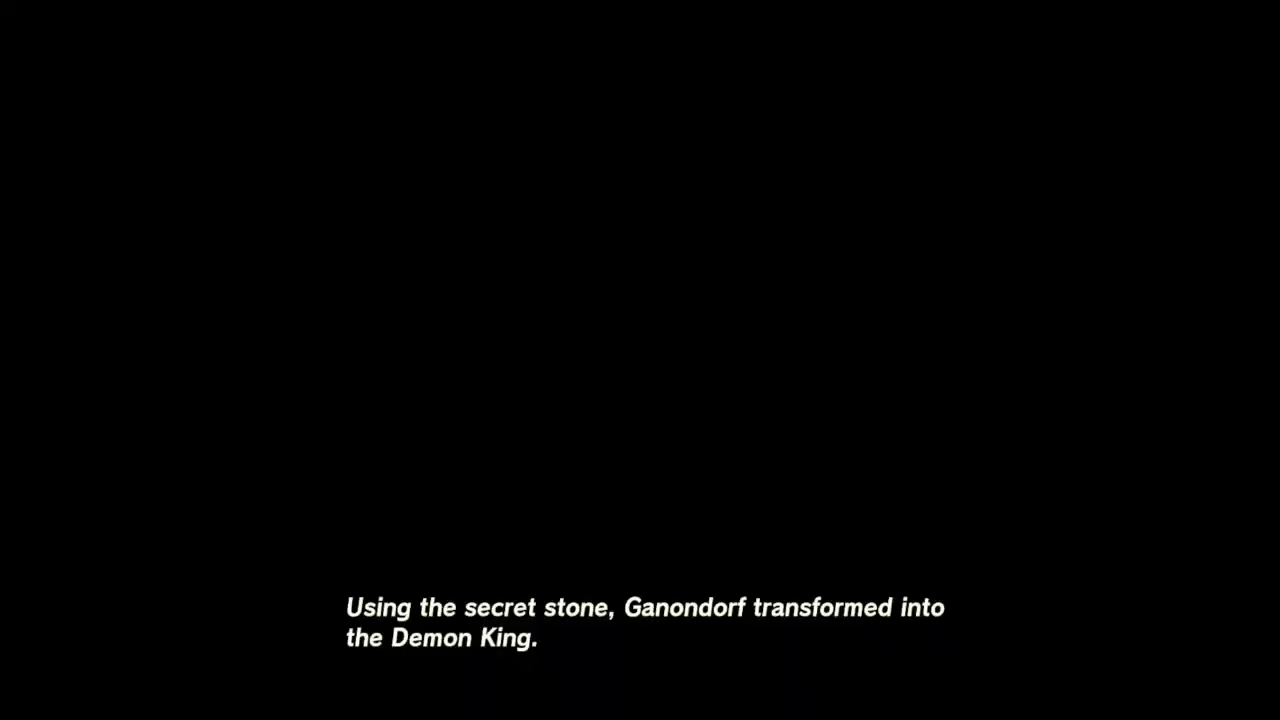 Using the secret stone, Ganondorf transformed into
the Demon King.